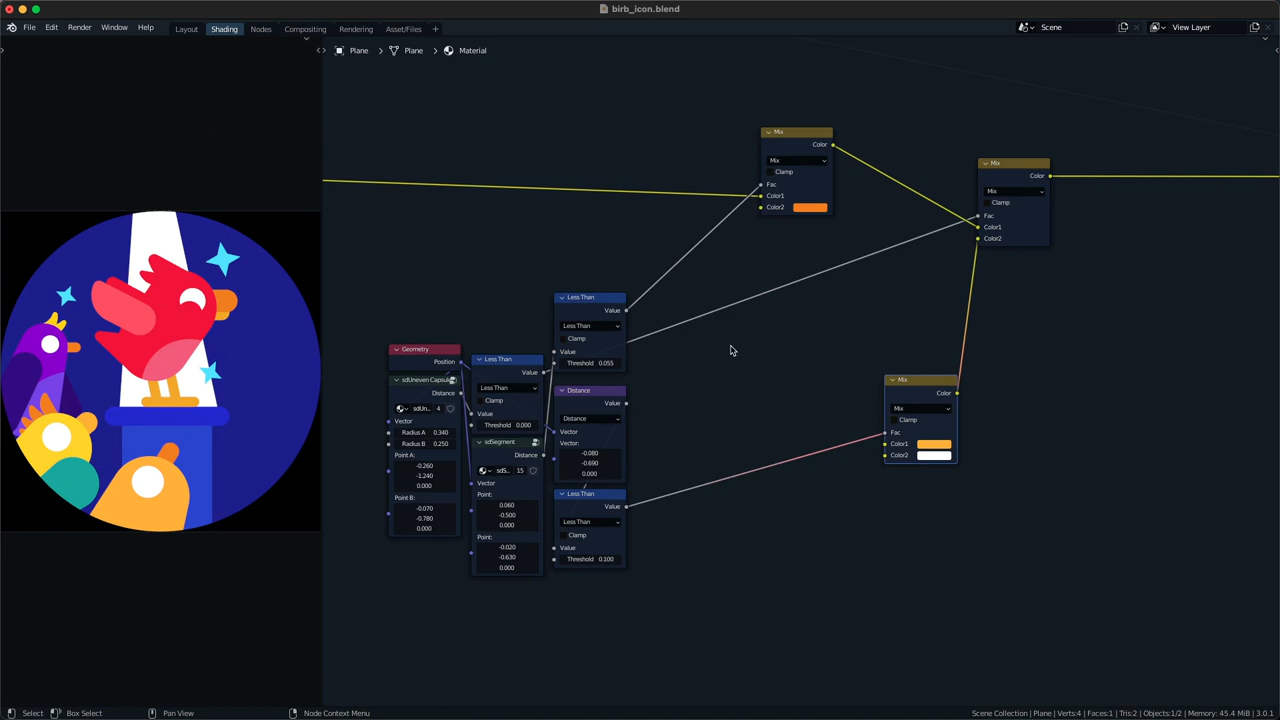 birb_icon.blend
File Edit Render Window Help Layout Shading Nodes Compositing Rendering Asset/Files + Scene View Layer
Plane > Plane > Material
Mix
Color
Mix
Clamp
Fac
Color1
Color2
Mix
Color
Mix
Clamp
Fac
Color1
Color2
Less Than
Value
Less Than
Clamp
Value
Threshold 0.055
Geometry
Position
sdUneven Capsul
Distance
sdUn... 4
Vector
Radius A 0.340
Radius B 0.250
Point A:
-0.260
-1.240
0.000
Point B:
-0.070
-0.780
0.000
Less Than
Value
Less Than
Clamp
Value
Threshold 0.000
sdSegment
Distance
sdS... 15
Vector
Point:
0.060
-0.500
0.000
Point:
-0.020
-0.630
0.000
Distance
Value
Distance
Vector
Vector:
-0.080
-0.690
0.000
Less Than
Value
Less Than
Clamp
Value
Threshold 0.100
Mix
Color
Mix
Clamp
Fac
Color1
Color2
Select Box Select Pan View Node Context Menu Scene Collection | Plane | Verts:4 | Faces:1 | Tris:2 | Objects:1/2 | Memory: 45.4 MiB | 3.0.1